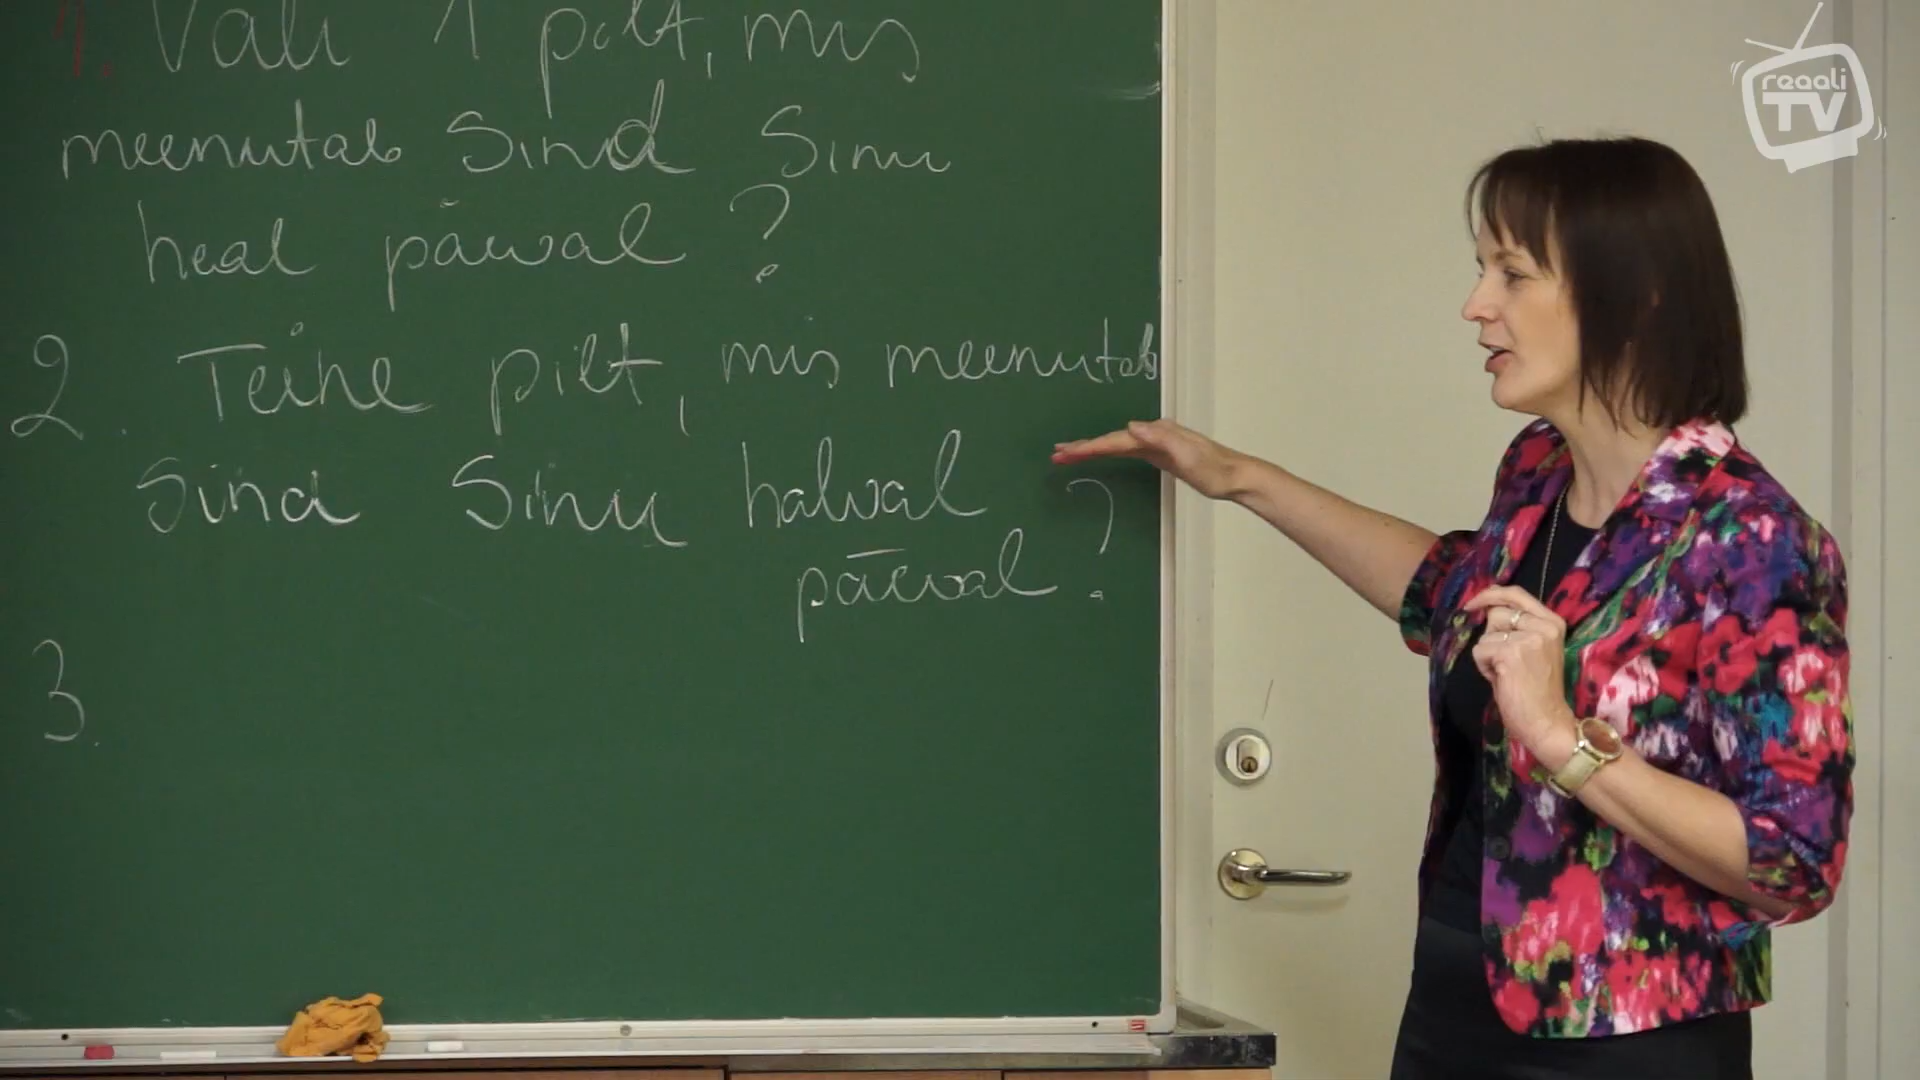 1. Vali 1 pilt, mis
meenutab Sind Sinu
heal päeval ?
2. Teine pilt, mis meenutab
Sind Sinu halval
päeval ?
3.
reaali
TV